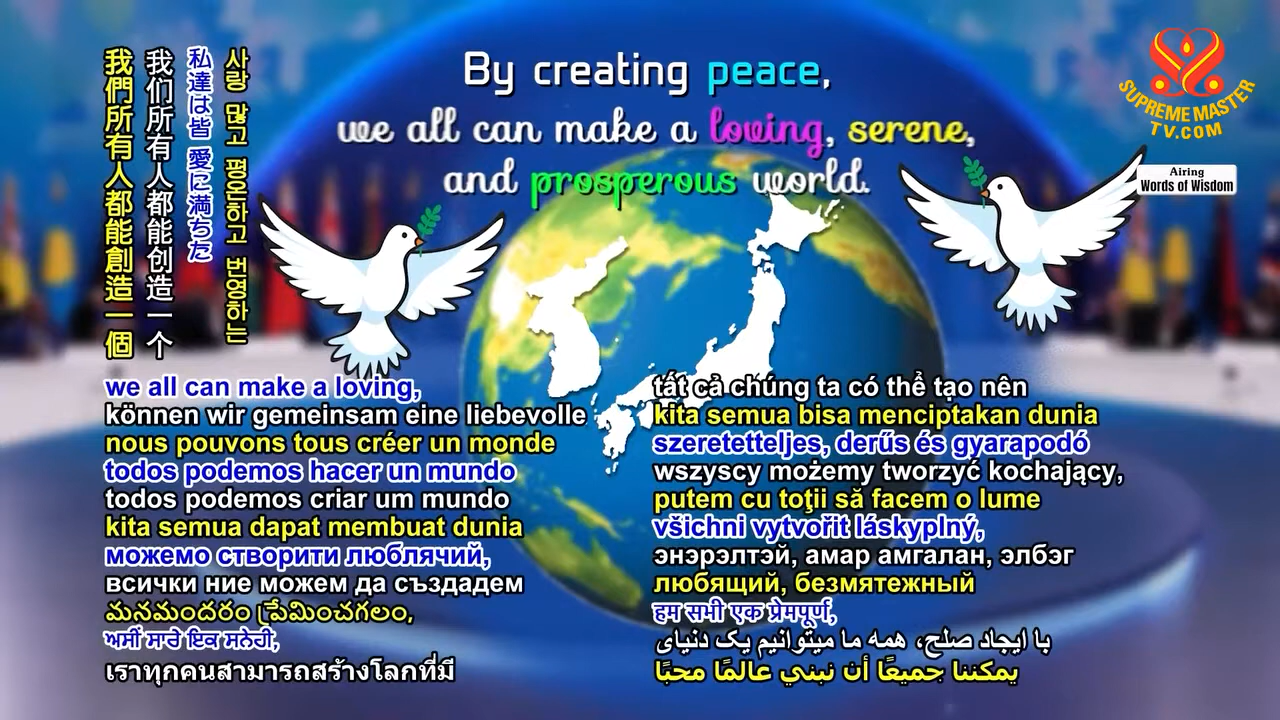 By creating peace,
we all can make a loving, serene,
and prosperous world.
SUPREME MASTER
TV.COM
Airing
Words of Wisdom
我們所有人都能創造一個
我们所有人都能创造一个
私達は皆 愛に満ちた
사랑 많고 평온하고 번영하는
we all can make a loving,
können wir gemeinsam eine liebevolle
nous pouvons tous créer un monde
todos podemos hacer un mundo
todos podemos criar um mundo
kita semua dapat membuat dunia
можемо створити люблячий,
всички ние можем да създадем
మనమందరం ప్రేమించగలం,
ਅਸੀਂ ਸਾਰੇ ਇਕ ਸਨੇਹੀ,
เราทุกคนสามารถสร้างโลกที่มี
tất cả chúng ta có thể tạo nên
kita semua bisa menciptakan dunia
szeretetteljes, derűs és gyarapodó
wszyscy możemy tworzyć kochający,
putem cu toţii să facem o lume
všichni vytvořit láskyplný,
энэрэлтэй, амар амгалан, элбэг
любящий, безмятежный
हम सभी एक प्रेमपूर्ण,
با ایجاد صلح، همه ما میتوانیم یک دنیای
يمكننا جميعًا أن نبني عالمًا محبًا